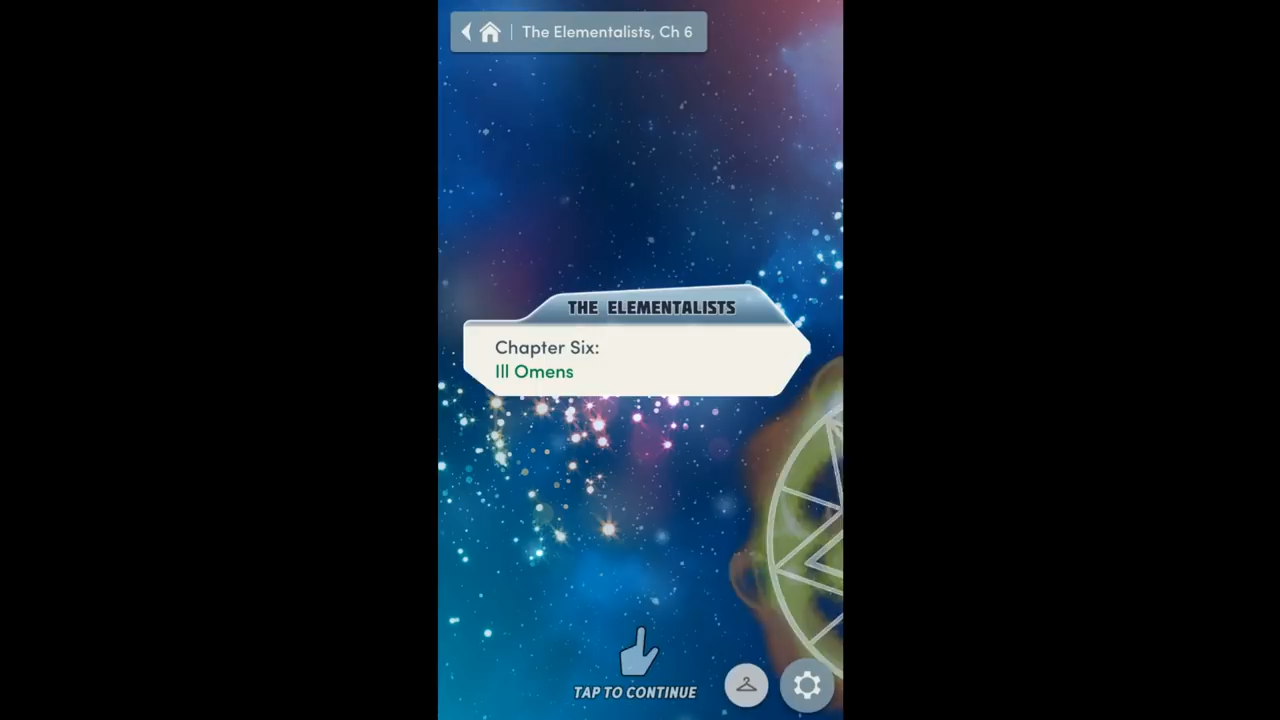 The Elementalists, Ch 6
THE ELEMENTALISTS
Chapter Six:
Ill Omens
TAP TO CONTINUE